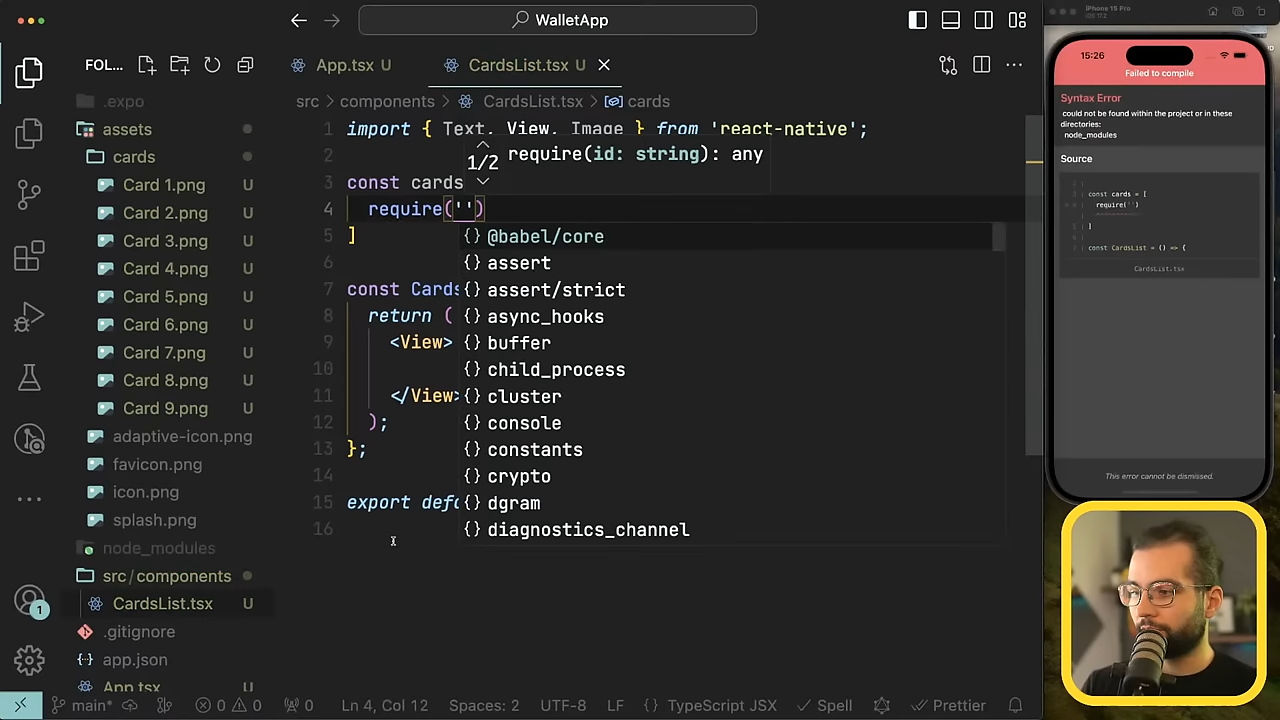 WalletApp
FOL...
App.tsx U
CardsList.tsx U
.expo
assets
cards
Card 1.png U
Card 2.png U
Card 3.png U
Card 4.png U
Card 5.png U
Card 6.png U
Card 7.png U
Card 8.png U
Card 9.png U
adaptive-icon.png
favicon.png
icon.png
splash.png
node_modules
src/components
CardsList.tsx U
.gitignore
app.json
App.tsx U
src > components > CardsList.tsx > cards
1 import { Text, View, Image } from 'react-native';
2
3 const cards
4 require('')
5 ]
6
7 const Cards
8 return (
9 <View>
10
11 </View>
12 );
13 };
14
15 export defa
16
1/2 require(id: string): any
{} @babel/core
{} assert
{} assert/strict
{} async_hooks
{} buffer
{} child_process
{} cluster
{} console
{} constants
{} crypto
{} dgram
{} diagnostics_channel
1
main*
0 0
0
Ln 4, Col 12
Spaces: 2
UTF-8
LF
{} TypeScript JSX
Spell
Prettier
iPhone 15 Pro
iOS 17.2
15:26
Failed to compile
Syntax Error
could not be found within the project or in these
directories:
node_modules
Source
const cards = [
require('')
]
const CardsList = () => {
CardsList.tsx
This error cannot be dismissed.